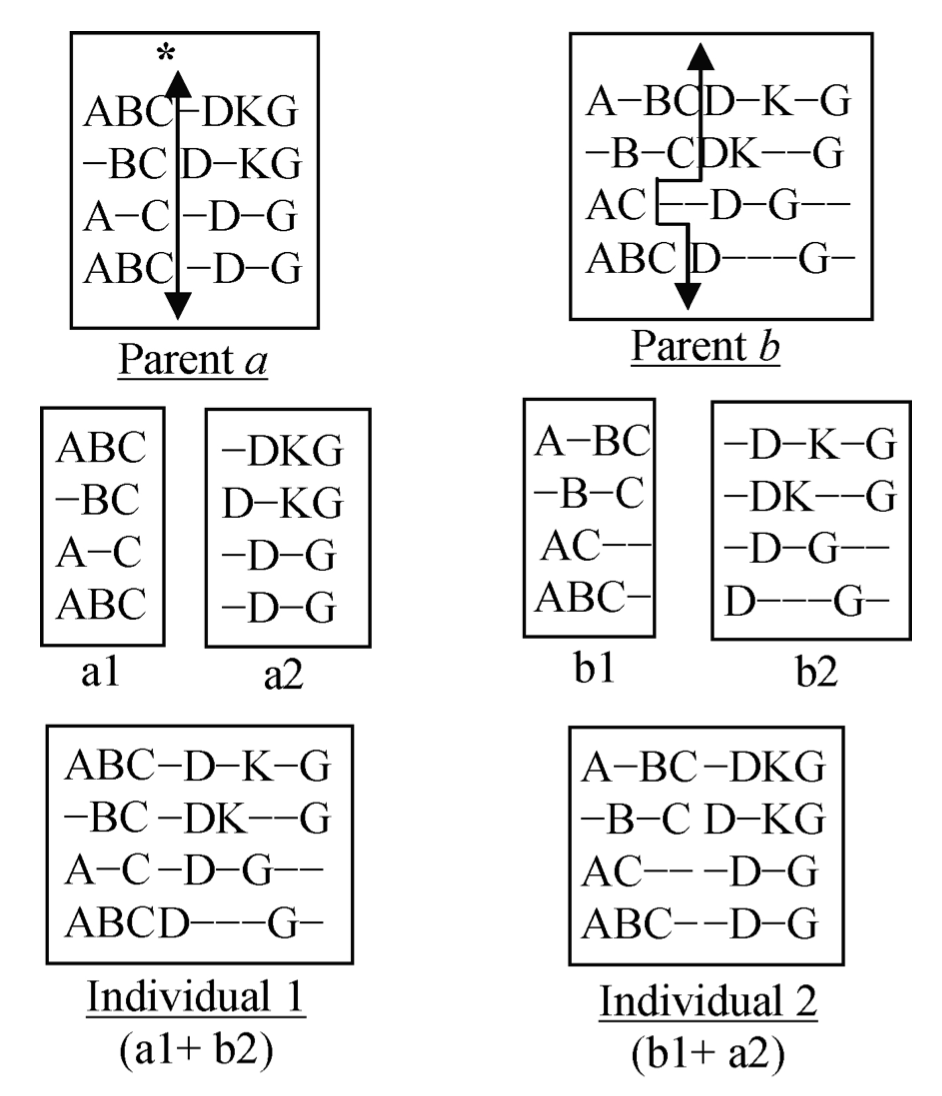 *
ABC−DKG
−BC D−KG
A−C −D−G
ABC −D−G
Parent a
A−BCD−K−G
−B−CDK−−G
AC −−D−G−−
ABC D−−−G−
Parent b
ABC
−BC
A−C
ABC
a1
−DKG
D−KG
−D−G
−D−G
a2
A−BC
−B−C
AC−−
ABC−
b1
−D−K−G
−DK−−G
−D−G−−
D−−−G−
b2
ABC−D−K−G
−BC −DK−−G
A−C −D−G−−
ABCD−−−G−
Individual 1
(a1+ b2)
A−BC −DKG
−B−C D−KG
AC−− −D−G
ABC−−D−G
Individual 2
(b1+ a2)